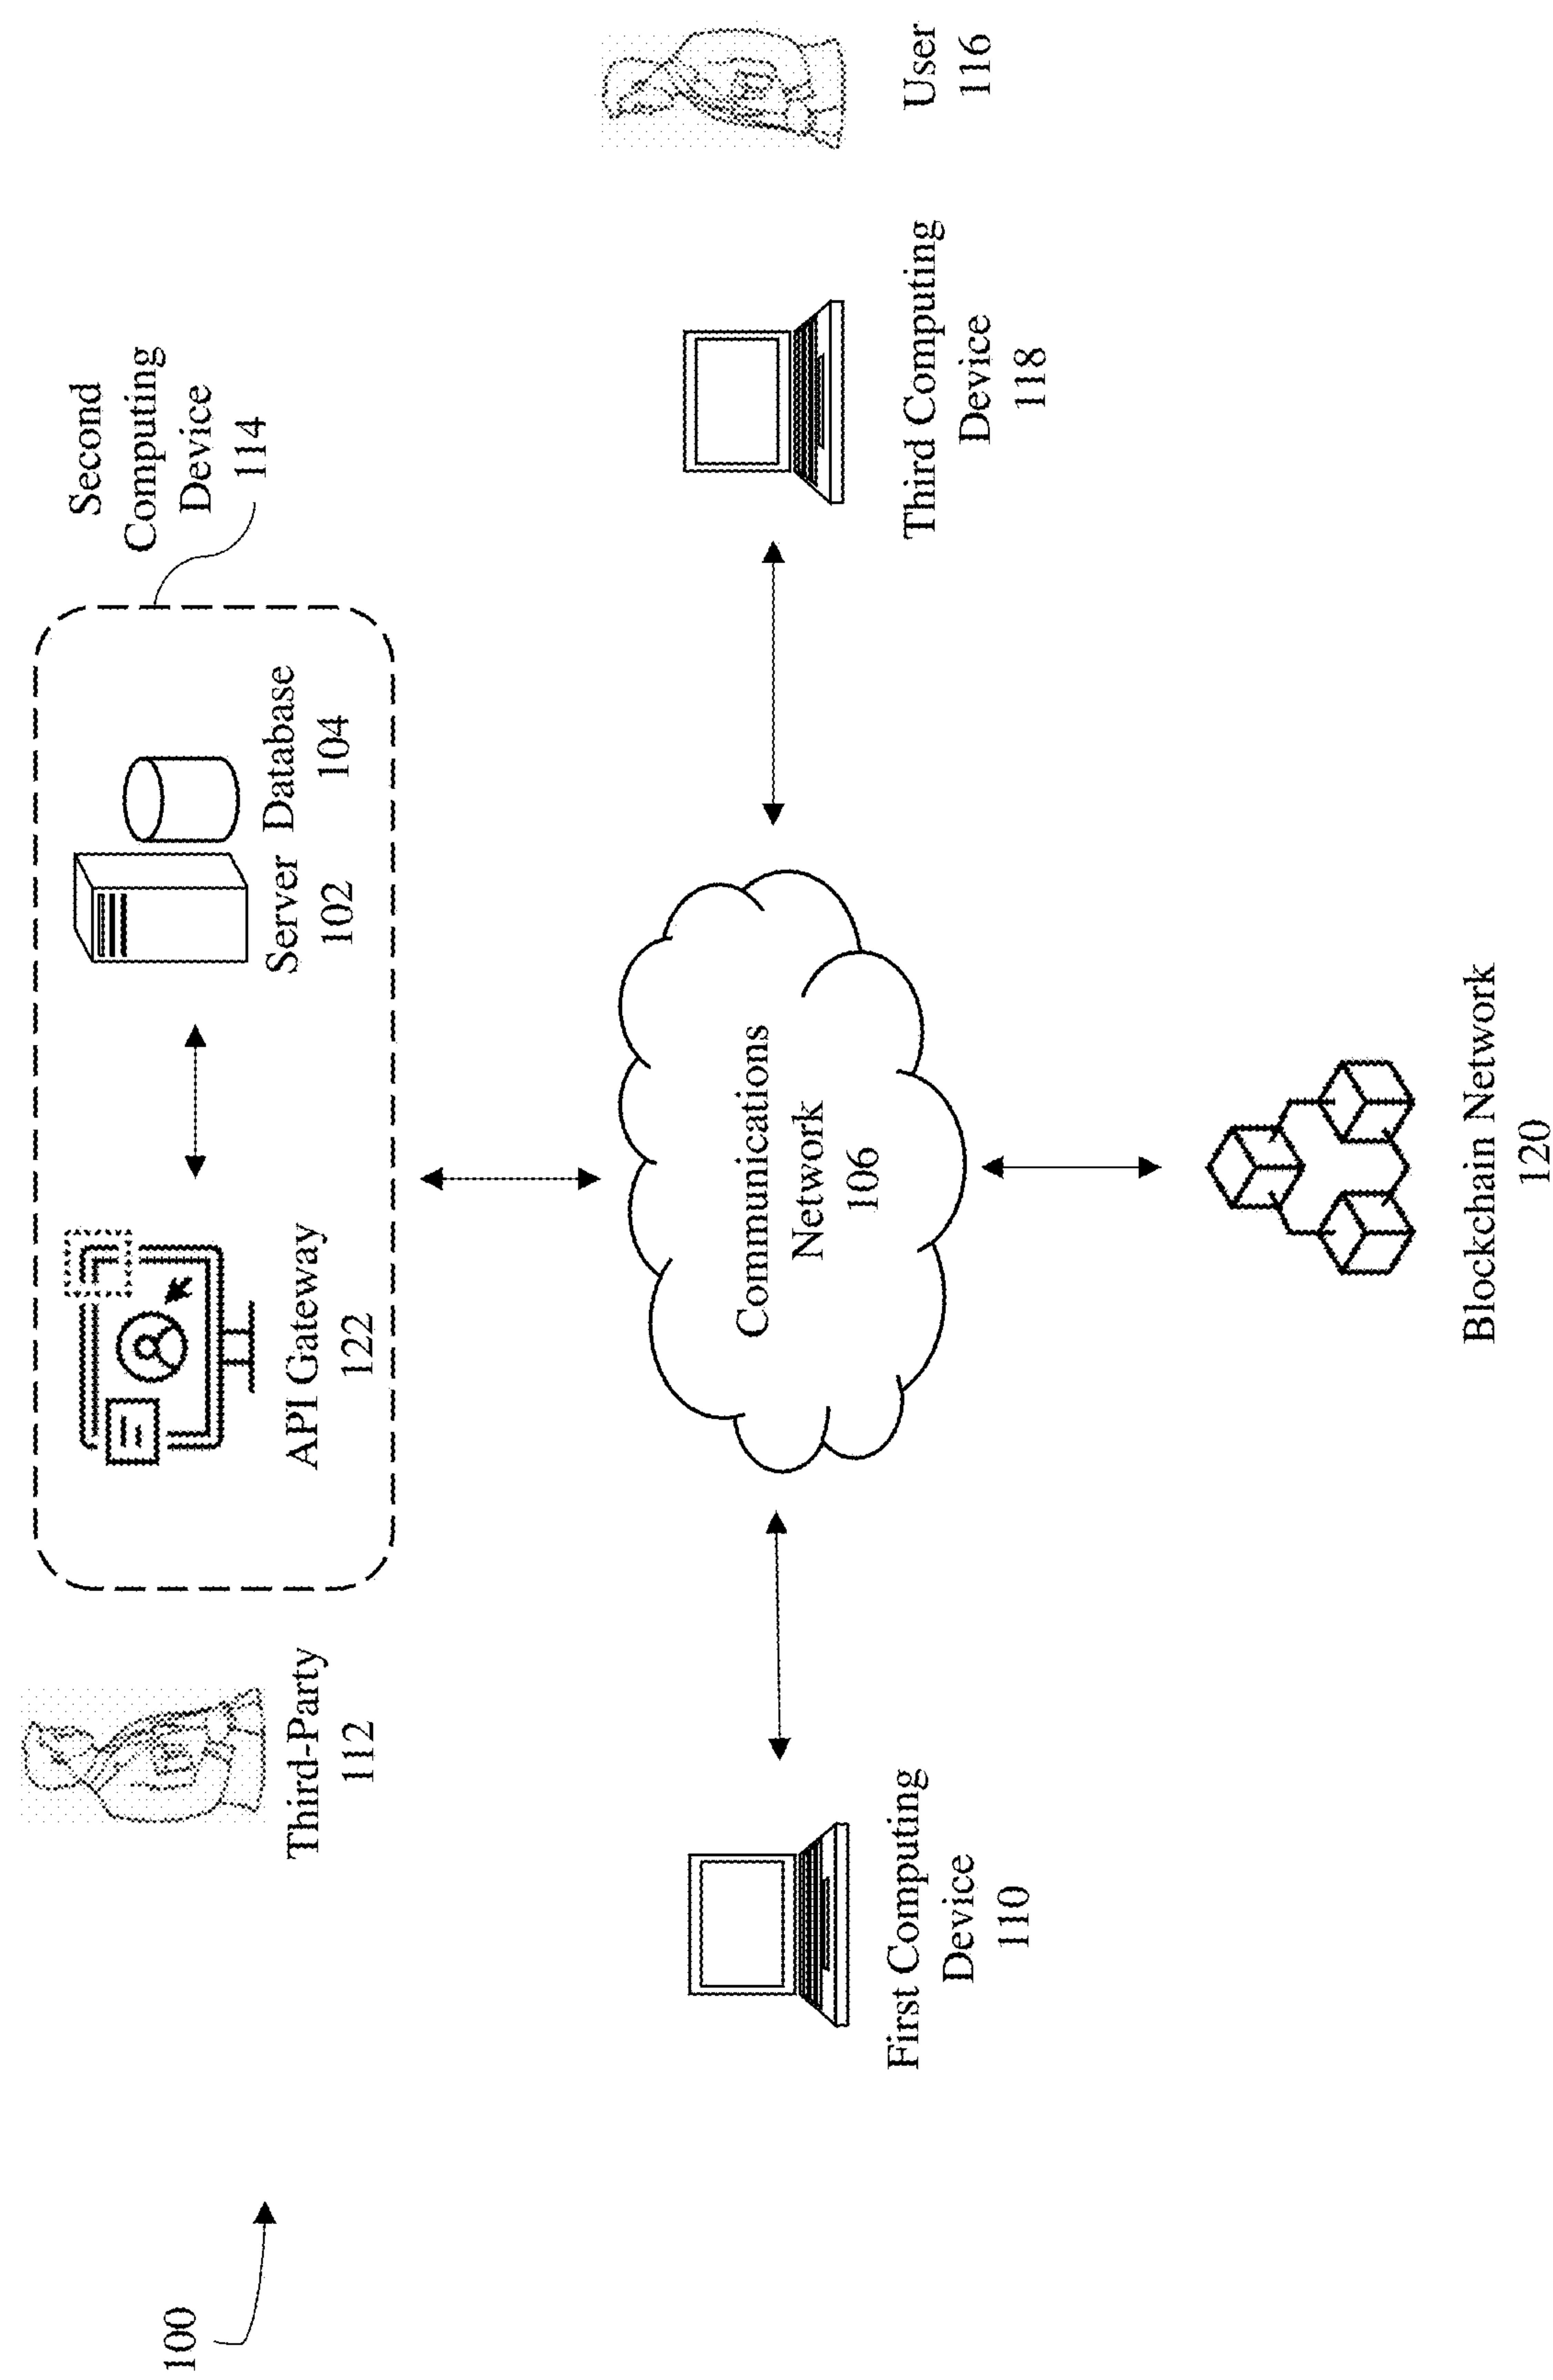 100
Third-Party
112
API Gateway
122
Server
102
Database
104
Second
Computing
Device
114
First Computing
Device
110
Communications
Network
106
Third Computing
Device
118
User
116
Blockchain Network
120